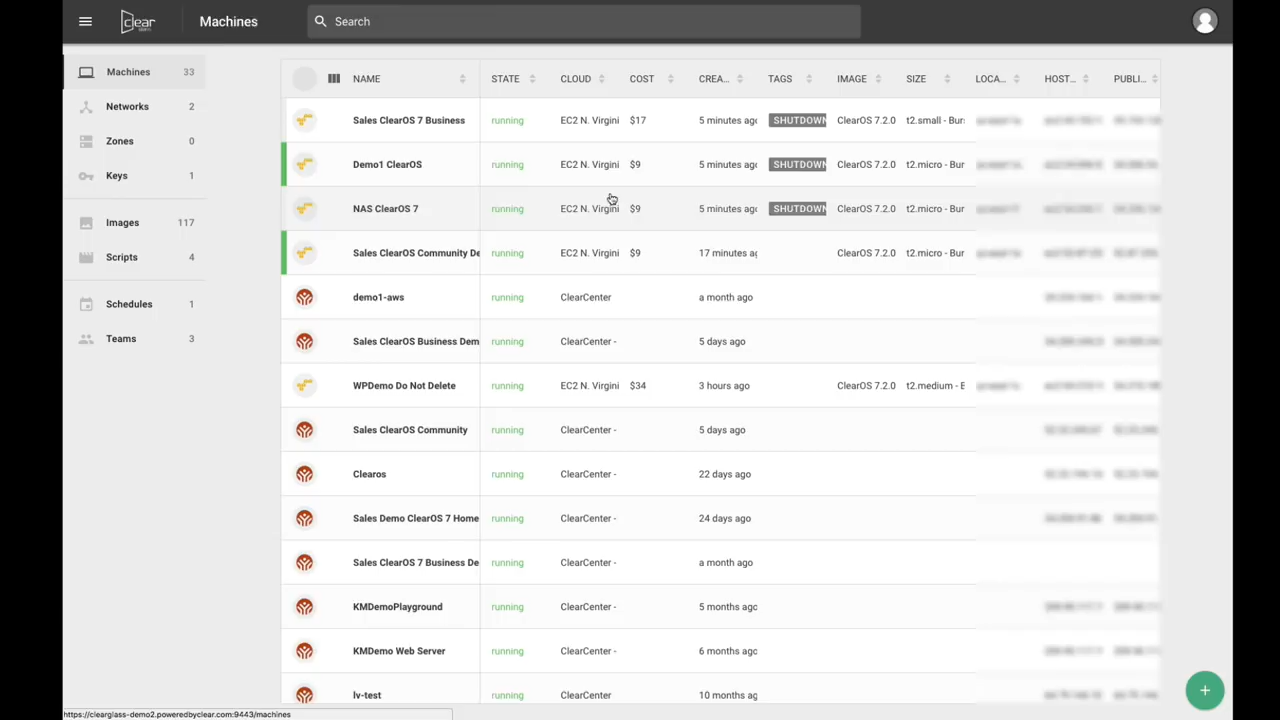 clear Machines Search
Machines 33
Networks 2
Zones 0
Keys 1
Images 117
Scripts 4
Schedules 1
Teams 3
NAME STATE CLOUD COST CREA... TAGS IMAGE SIZE LOCA... HOST... PUBLI...
Sales ClearOS 7 Business running EC2 N. Virgini $17 5 minutes ago SHUTDOWN ClearOS 7.2.0 t2.small - Bur
Demo1 ClearOS running EC2 N. Virgini $9 5 minutes ago SHUTDOWN ClearOS 7.2.0 t2.micro - Bur
NAS ClearOS 7 running EC2 N. Virgini $9 5 minutes ago SHUTDOWN ClearOS 7.2.0 t2.micro - Bur
Sales ClearOS Community De running EC2 N. Virgini $9 17 minutes ag ClearOS 7.2.0 t2.micro - Bur
demo1-aws running ClearCenter a month ago
Sales ClearOS Business Dem running ClearCenter - 5 days ago
WPDemo Do Not Delete running EC2 N. Virgini $34 3 hours ago ClearOS 7.2.0 t2.medium - B
Sales ClearOS Community running ClearCenter - 5 days ago
Clearos running ClearCenter - 22 days ago
Sales Demo ClearOS 7 Home running ClearCenter - 24 days ago
Sales ClearOS 7 Business De running ClearCenter - a month ago
KMDemoPlayground running ClearCenter - 5 months ago
KMDemo Web Server running ClearCenter - 6 months ago
lv-test running ClearCenter 10 months ago
https://clearglass-demo2.poweredbyclear.com:9443/machines